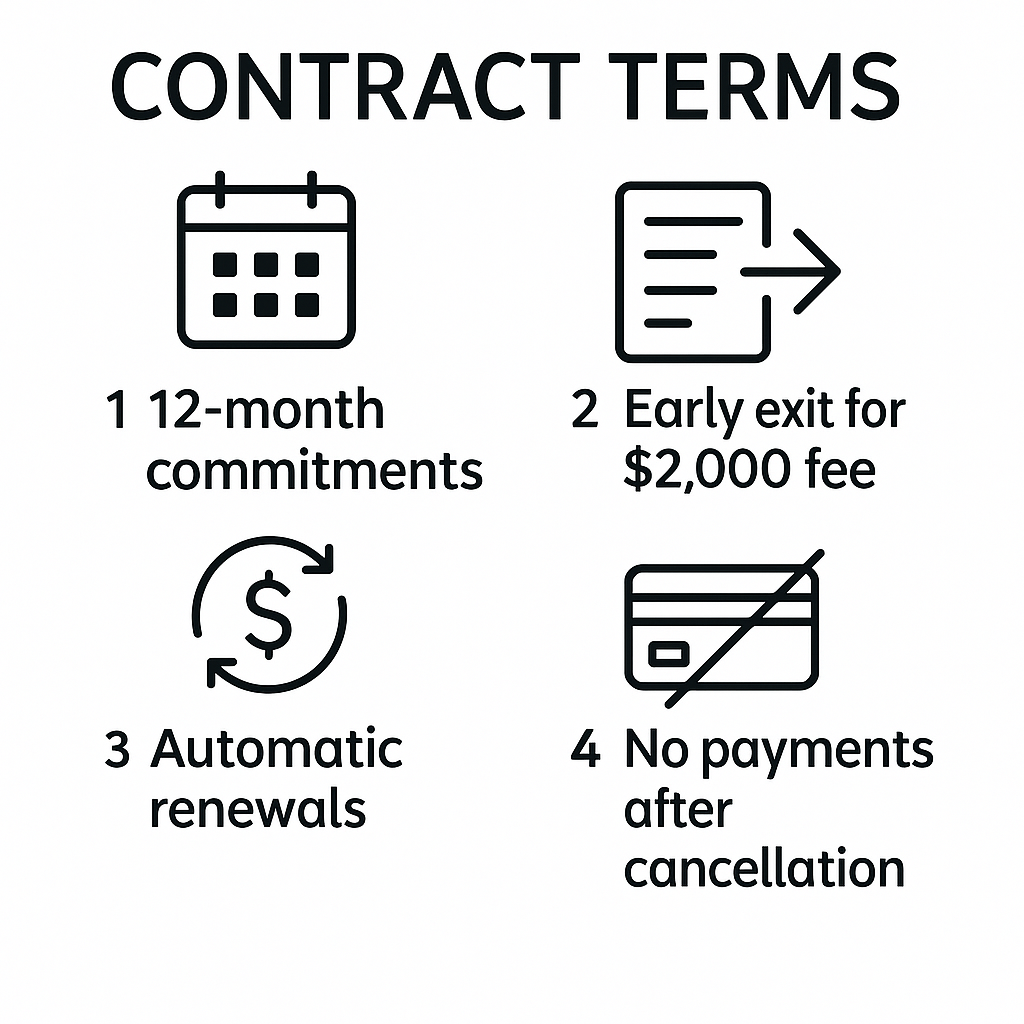 CONTRACT TERMS
1 12-month
commitments
2 Early exit for
$2,000 fee
3 Automatic
renewals
4 No payments
after
cancellation